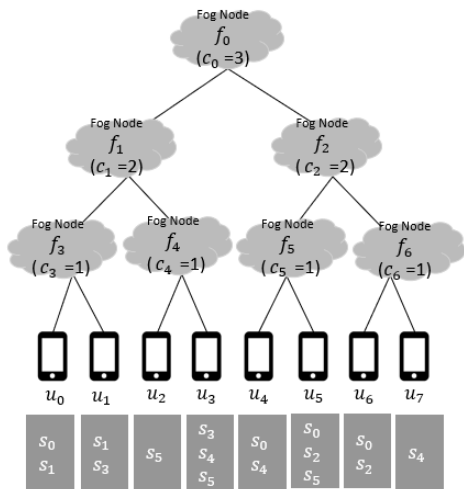 Fog Node
f₀
(c₀ =3)
Fog Node
f₁
(c₁ =2)
Fog Node
f₂
(c₂ =2)
Fog Node
f₃
(c₃ =1)
Fog Node
f₄
(c₄ =1)
Fog Node
f₅
(c₅ =1)
Fog Node
f₆
(c₆ =1)
u₀ u₁ u₂ u₃ u₄ u₅ u₆ u₇
s₀
s₁
s₁
s₃
s₅
s₃
s₄
s₅
s₀
s₄
s₀
s₂
s₅
s₀
s₂
s₄